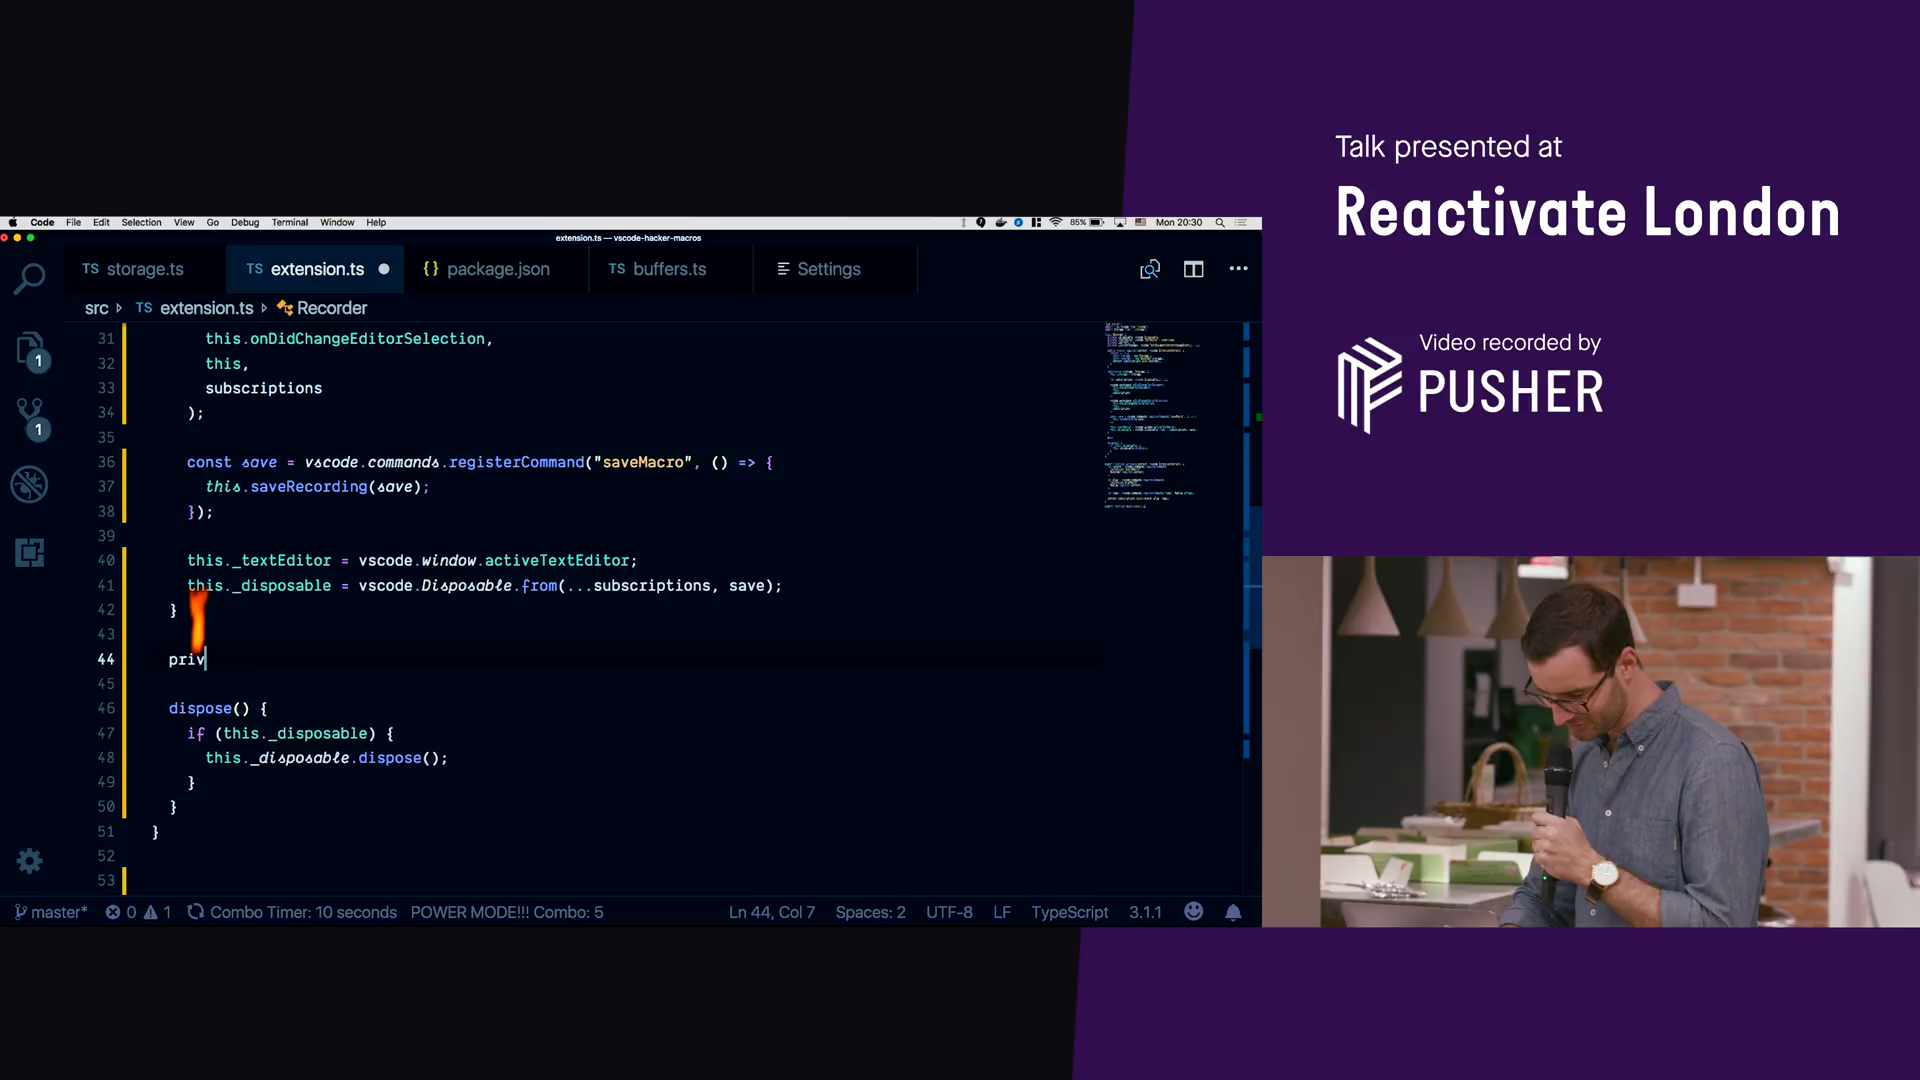 Talk presented at
Reactivate London
Video recorded by
PUSHER
Code File Edit Selection View Go Debug Terminal Window Help 85% Mon 20:30
extension.ts — vscode-hacker-macros
TS storage.ts TS extension.ts {} package.json TS buffers.ts Settings
src TS extension.ts Recorder
31 this.onDidChangeEditorSelection,
32 this,
33 subscriptions
34 );
35
36 const save = vscode.commands.registerCommand("saveMacro", () => {
37 this.saveRecording(save);
38 });
39
40 this._textEditor = vscode.window.activeTextEditor;
41 this._disposable = vscode.Disposable.from(...subscriptions, save);
42 }
43
44 priv
45
46 dispose() {
47 if (this._disposable) {
48 this._disposable.dispose();
49 }
50 }
51 }
52
53
1
1
master* 0 1 Combo Timer: 10 seconds POWER MODE!!! Combo: 5 Ln 44, Col 7 Spaces: 2 UTF-8 LF TypeScript 3.1.1